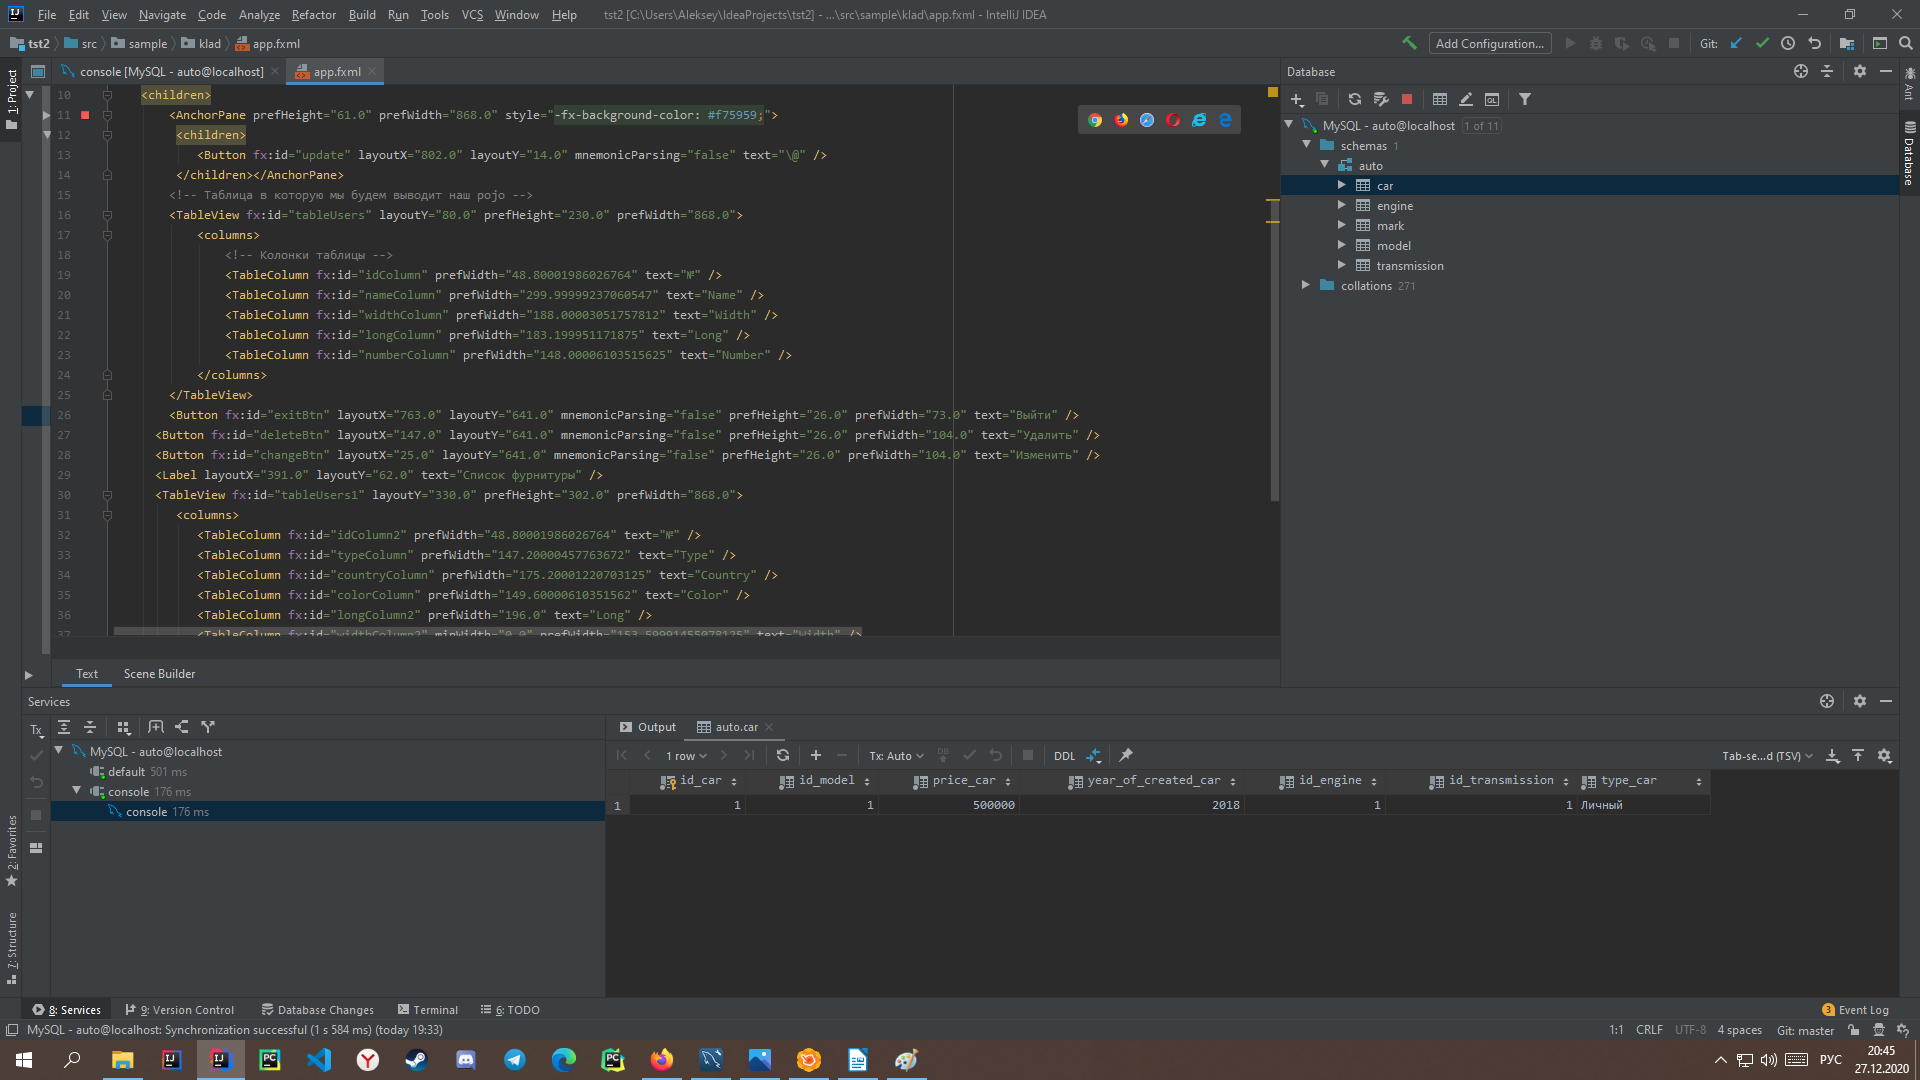 File Edit View Navigate Code Analyze Refactor Build Run Tools VCS Window Help tst2 [C:\Users\Aleksey\IdeaProjects\tst2] - ...\src\sample\klad\app.fxml - IntelliJ IDEA
tst2 src sample klad app.fxml Add Configuration... Git:
1: Project
console [MySQL - auto@localhost] app.fxml
10 <children>
11 <AnchorPane prefHeight="61.0" prefWidth="868.0" style="-fx-background-color: #f75959;">
12 <children>
13 <Button fx:id="update" layoutX="802.0" layoutY="14.0" mnemonicParsing="false" text="\@" />
14 </children></AnchorPane>
15 <!-- Таблица в которую мы будем выводит наш pojo -->
16 <TableView fx:id="tableUsers" layoutY="80.0" prefHeight="230.0" prefWidth="868.0">
17 <columns>
18 <!-- Колонки таблицы -->
19 <TableColumn fx:id="idColumn" prefWidth="48.80001986026764" text="№" />
20 <TableColumn fx:id="nameColumn" prefWidth="299.99999237060547" text="Name" />
21 <TableColumn fx:id="widthColumn" prefWidth="188.00003051757812" text="Width" />
22 <TableColumn fx:id="longColumn" prefWidth="183.199951171875" text="Long" />
23 <TableColumn fx:id="numberColumn" prefWidth="148.00006103515625" text="Number" />
24 </columns>
25 </TableView>
26 <Button fx:id="exitBtn" layoutX="763.0" layoutY="641.0" mnemonicParsing="false" prefHeight="26.0" prefWidth="73.0" text="Выйти" />
27 <Button fx:id="deleteBtn" layoutX="147.0" layoutY="641.0" mnemonicParsing="false" prefHeight="26.0" prefWidth="104.0" text="Удалить" />
28 <Button fx:id="changeBtn" layoutX="25.0" layoutY="641.0" mnemonicParsing="false" prefHeight="26.0" prefWidth="104.0" text="Изменить" />
29 <Label layoutX="391.0" layoutY="62.0" text="Список фурнитуры" />
30 <TableView fx:id="tableUsers1" layoutY="330.0" prefHeight="302.0" prefWidth="868.0">
31 <columns>
32 <TableColumn fx:id="idColumn2" prefWidth="48.80001986026764" text="№" />
33 <TableColumn fx:id="typeColumn" prefWidth="147.20000457763672" text="Type" />
34 <TableColumn fx:id="countryColumn" prefWidth="175.20001220703125" text="Country" />
35 <TableColumn fx:id="colorColumn" prefWidth="149.60000610351562" text="Color" />
36 <TableColumn fx:id="longColumn2" prefWidth="196.0" text="Long" />
37 <TableColumn fx:id="widthColumn2" minWidth="0.0" prefWidth="153.59991455078125" text="Width" />
Text Scene Builder
Database
MySQL - auto@localhost 1 of 11
schemas 1
auto
car
engine
mark
model
transmission
collations 271
Ant
Database
Services
Tx
MySQL - auto@localhost
default 501 ms
console 176 ms
console 176 ms
Output auto.car
1 row Tx: Auto DB DDL Tab-se...d (TSV)
id_car id_model price_car year_of_created_car id_engine id_transmission type_car
1 1 1 500000 2018 1 1 Личный
2: Favorites
7: Structure
8: Services 9: Version Control Database Changes Terminal 6: TODO 3 Event Log
MySQL - auto@localhost: Synchronization successful (1 s 584 ms) (today 19:33) 1:1 CRLF UTF-8 4 spaces Git: master
РУС 20:45
27.12.2020